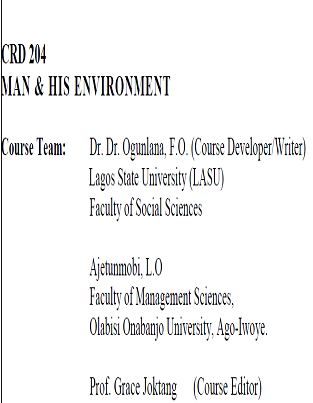 CRD 204
MAN & HIS ENVIRONMENT
Course Team: Dr. Dr. Ogunlana, F.O. (Course Developer/Writer)
Lagos State University (LASU)
Faculty of Social Sciences
Ajetunmobi, L.O
Faculty of Management Sciences,
Olabisi Onabanjo University, Ago-Iwoye.
Prof. Grace Joktang (Course Editor)